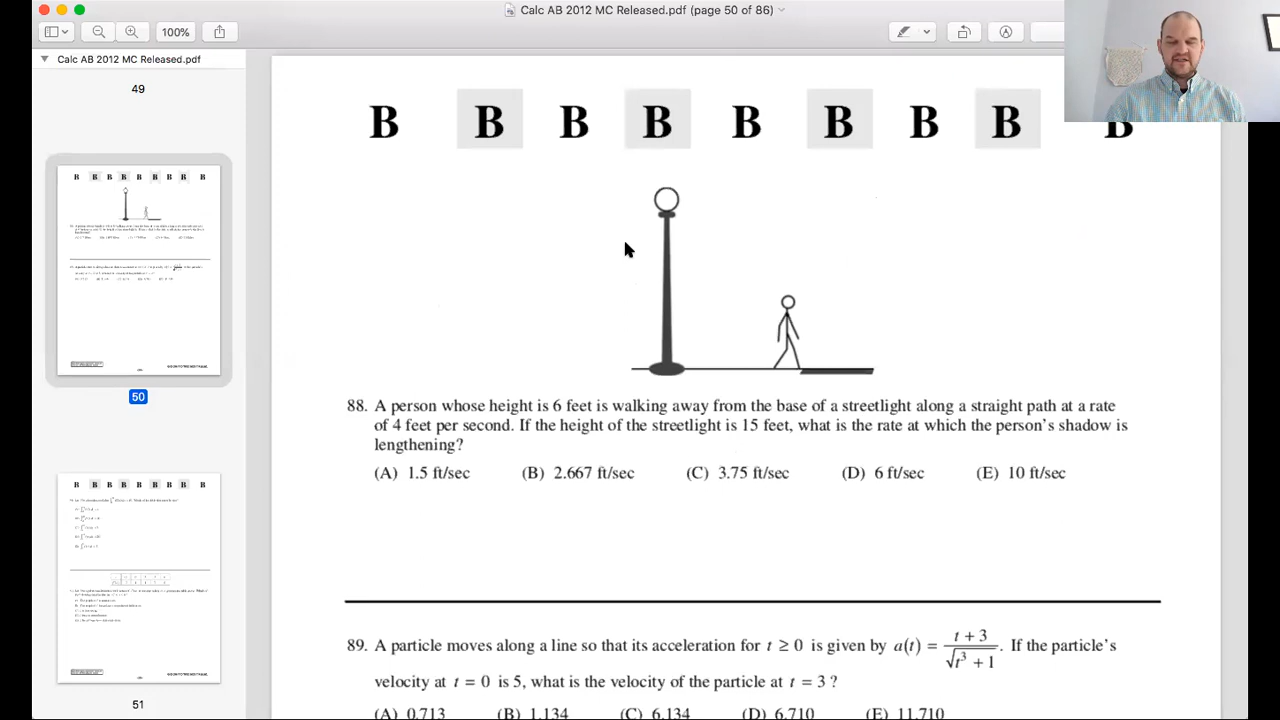 Calc AB 2012 MC Released.pdf (page 50 of 86)
100%
Calc AB 2012 MC Released.pdf
49
50
51
B B B B B B B B B
88. A person whose height is 6 feet is walking away from the base of a streetlight along a straight path at a rate
of 4 feet per second. If the height of the streetlight is 15 feet, what is the rate at which the person's shadow is
lengthening?
(A) 1.5 ft/sec (B) 2.667 ft/sec (C) 3.75 ft/sec (D) 6 ft/sec (E) 10 ft/sec
89. A particle moves along a line so that its acceleration for t ≥ 0 is given by a(t) = (t + 3)/√(t³ + 1). If the particle's
velocity at t = 0 is 5, what is the velocity of the particle at t = 3 ?
(A) 0.713 (B) 1.134 (C) 6.134 (D) 6.710 (E) 11.710